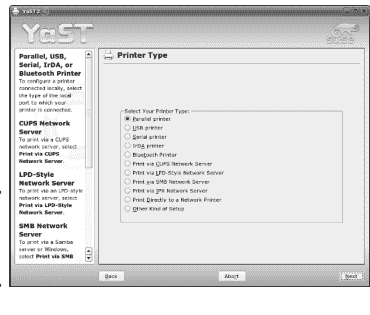 YaST2
YaST
Parallel, USB,
Serial, IrDA, or
Bluetooth Printer
To configure a printer
connected locally, select
the type of the local
port to which your
printer is connected.
CUPS Network
Server
To print via a CUPS
network server, select
Print via CUPS
Network Server.
LPD-Style
Network Server
To print via an LPD-style
network server, select
Print via LPD-Style
Network Server.
SMB Network
Server
To print via a Samba
server or Windows,
select Print via SMB
Printer Type
Select Your Printer Type:
Parallel printer
USB printer
Serial printer
IrDA printer
Bluetooth Printer
Print via CUPS Network Server
Print via LPD-Style Network Server
Print via SMB Network Server
Print via IPX Network Server
Print Directly to a Network Printer
Other Kind of Setup
Back
Abort
Next